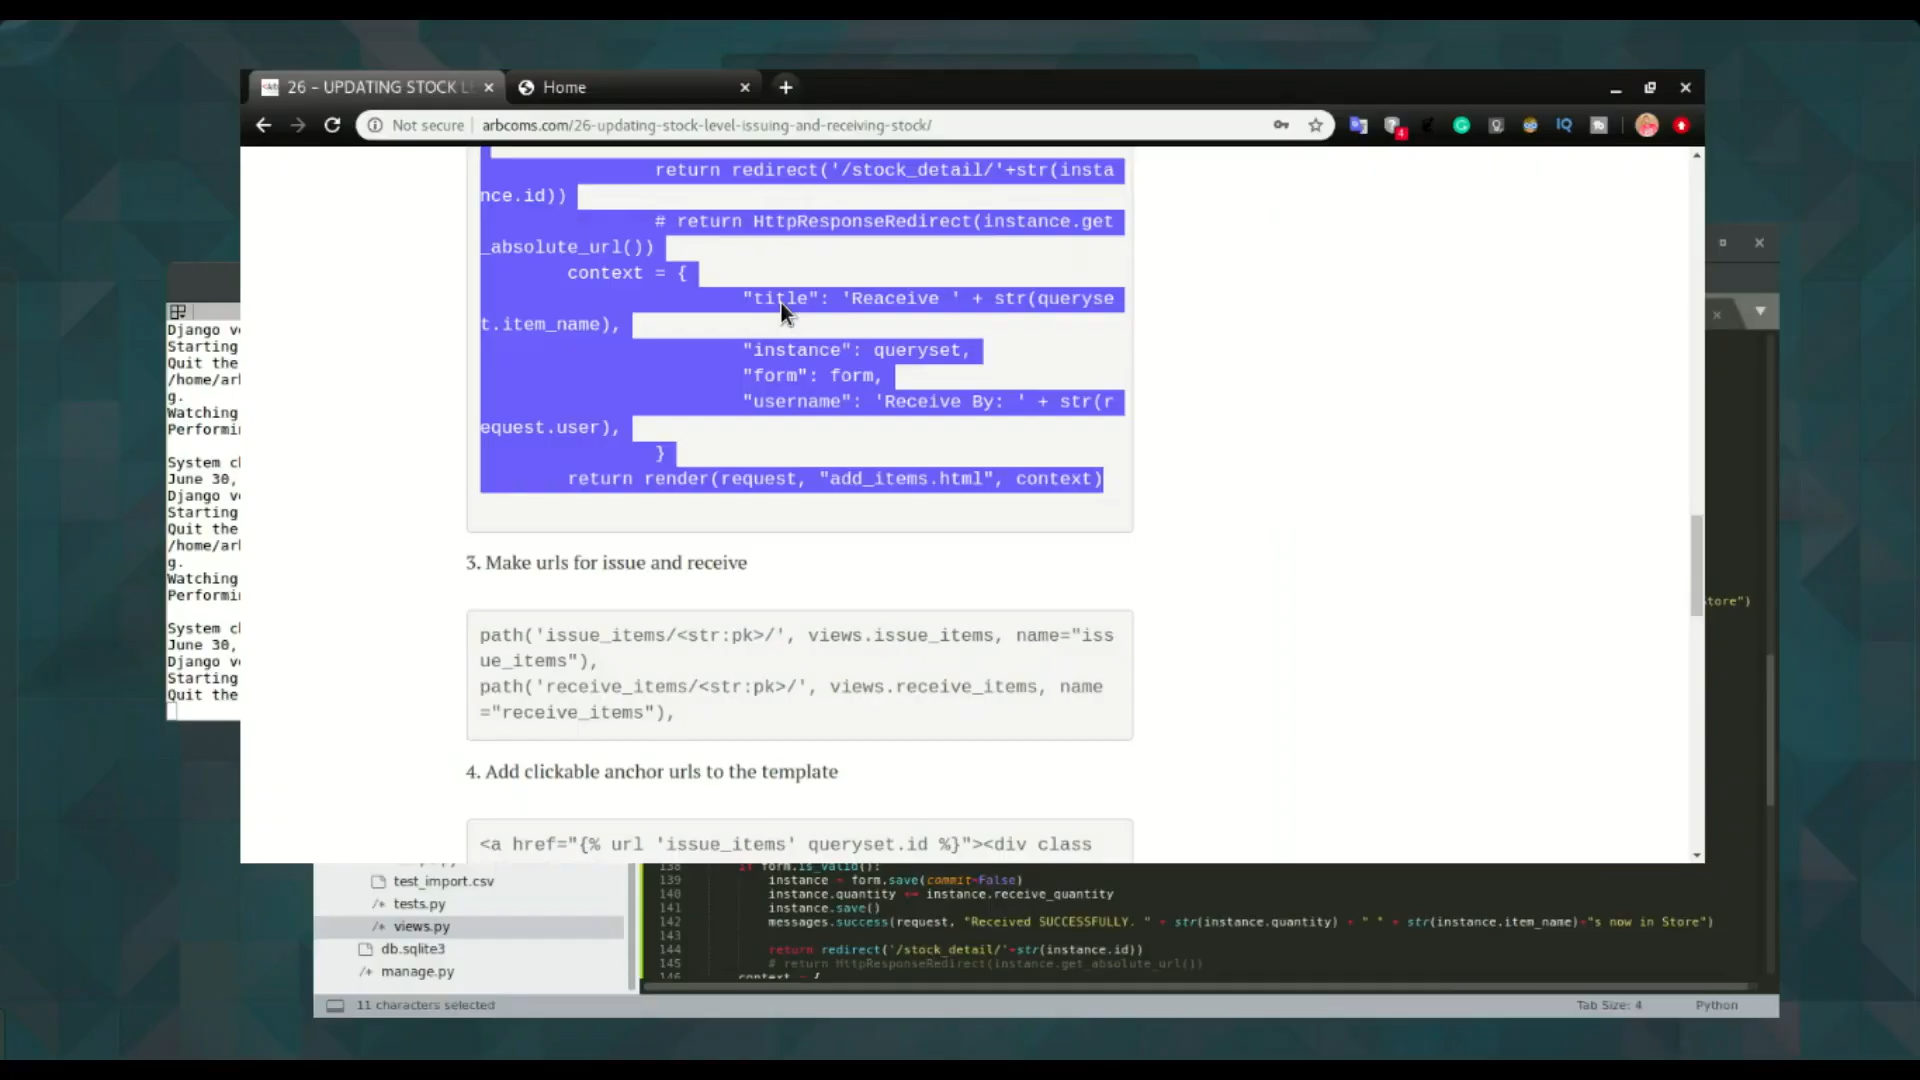 26 – UPDATING STOCK L
Home
Not secure
arbcoms.com/26-updating-stock-level-issuing-and-receiving-stock/
4
IQ
return redirect('/stock_detail/'+str(insta
nce.id))
# return HttpResponseRedirect(instance.get
_absolute_url())
context = {
"title": 'Reaceive ' + str(queryse
t.item_name),
"instance": queryset,
"form": form,
"username": 'Receive By: ' + str(r
equest.user),
}
return render(request, "add_items.html", context)
3. Make urls for issue and receive
path('issue_items/<str:pk>/', views.issue_items, name="iss
ue_items"),
path('receive_items/<str:pk>/', views.receive_items, name
="receive_items"),
4. Add clickable anchor urls to the template
<a href="{% url 'issue_items' queryset.id %}"><div class
Django v
Starting
Quit the
/home/ar
g.
Watching
Performi
System c
June 30,
Django v
Starting
Quit the
/home/ar
g.
Watching
Performi
System c
June 30,
Django v
Starting
Quit the
tore")
test_import.csv
/* tests.py
/* views.py
db.sqlite3
/* manage.py
138 if form.is_valid():
139 instance = form.save(commit=False)
140 instance.quantity += instance.receive_quantity
141 instance.save()
142 messages.success(request, "Received SUCCESSFULLY. " + str(instance.quantity) + " " + str(instance.item_name)+"s now in Store")
143
144 return redirect('/stock_detail/'+str(instance.id))
145 # return HttpResponseRedirect(instance.get_absolute_url())
146 context = {
11 characters selected
Tab Size: 4
Python